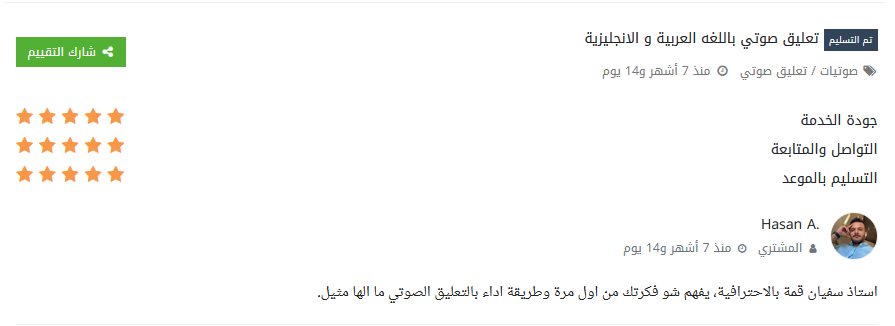 تم التسليم تعليق صوتي باللغه العربية و الانجليزية
شارك التقييم
صوتيات / تعليق صوتي منذ 7 أشهر و14 يوم
جودة الخدمة
التواصل والمتابعة
التسليم بالموعد
Hasan A.
المشتري منذ 7 أشهر و14 يوم
استاذ سفيان قمة بالاحترافية، يفهم شو فكرتك من اول مرة وطريقة اداء بالتعليق الصوتي ما الها مثيل.